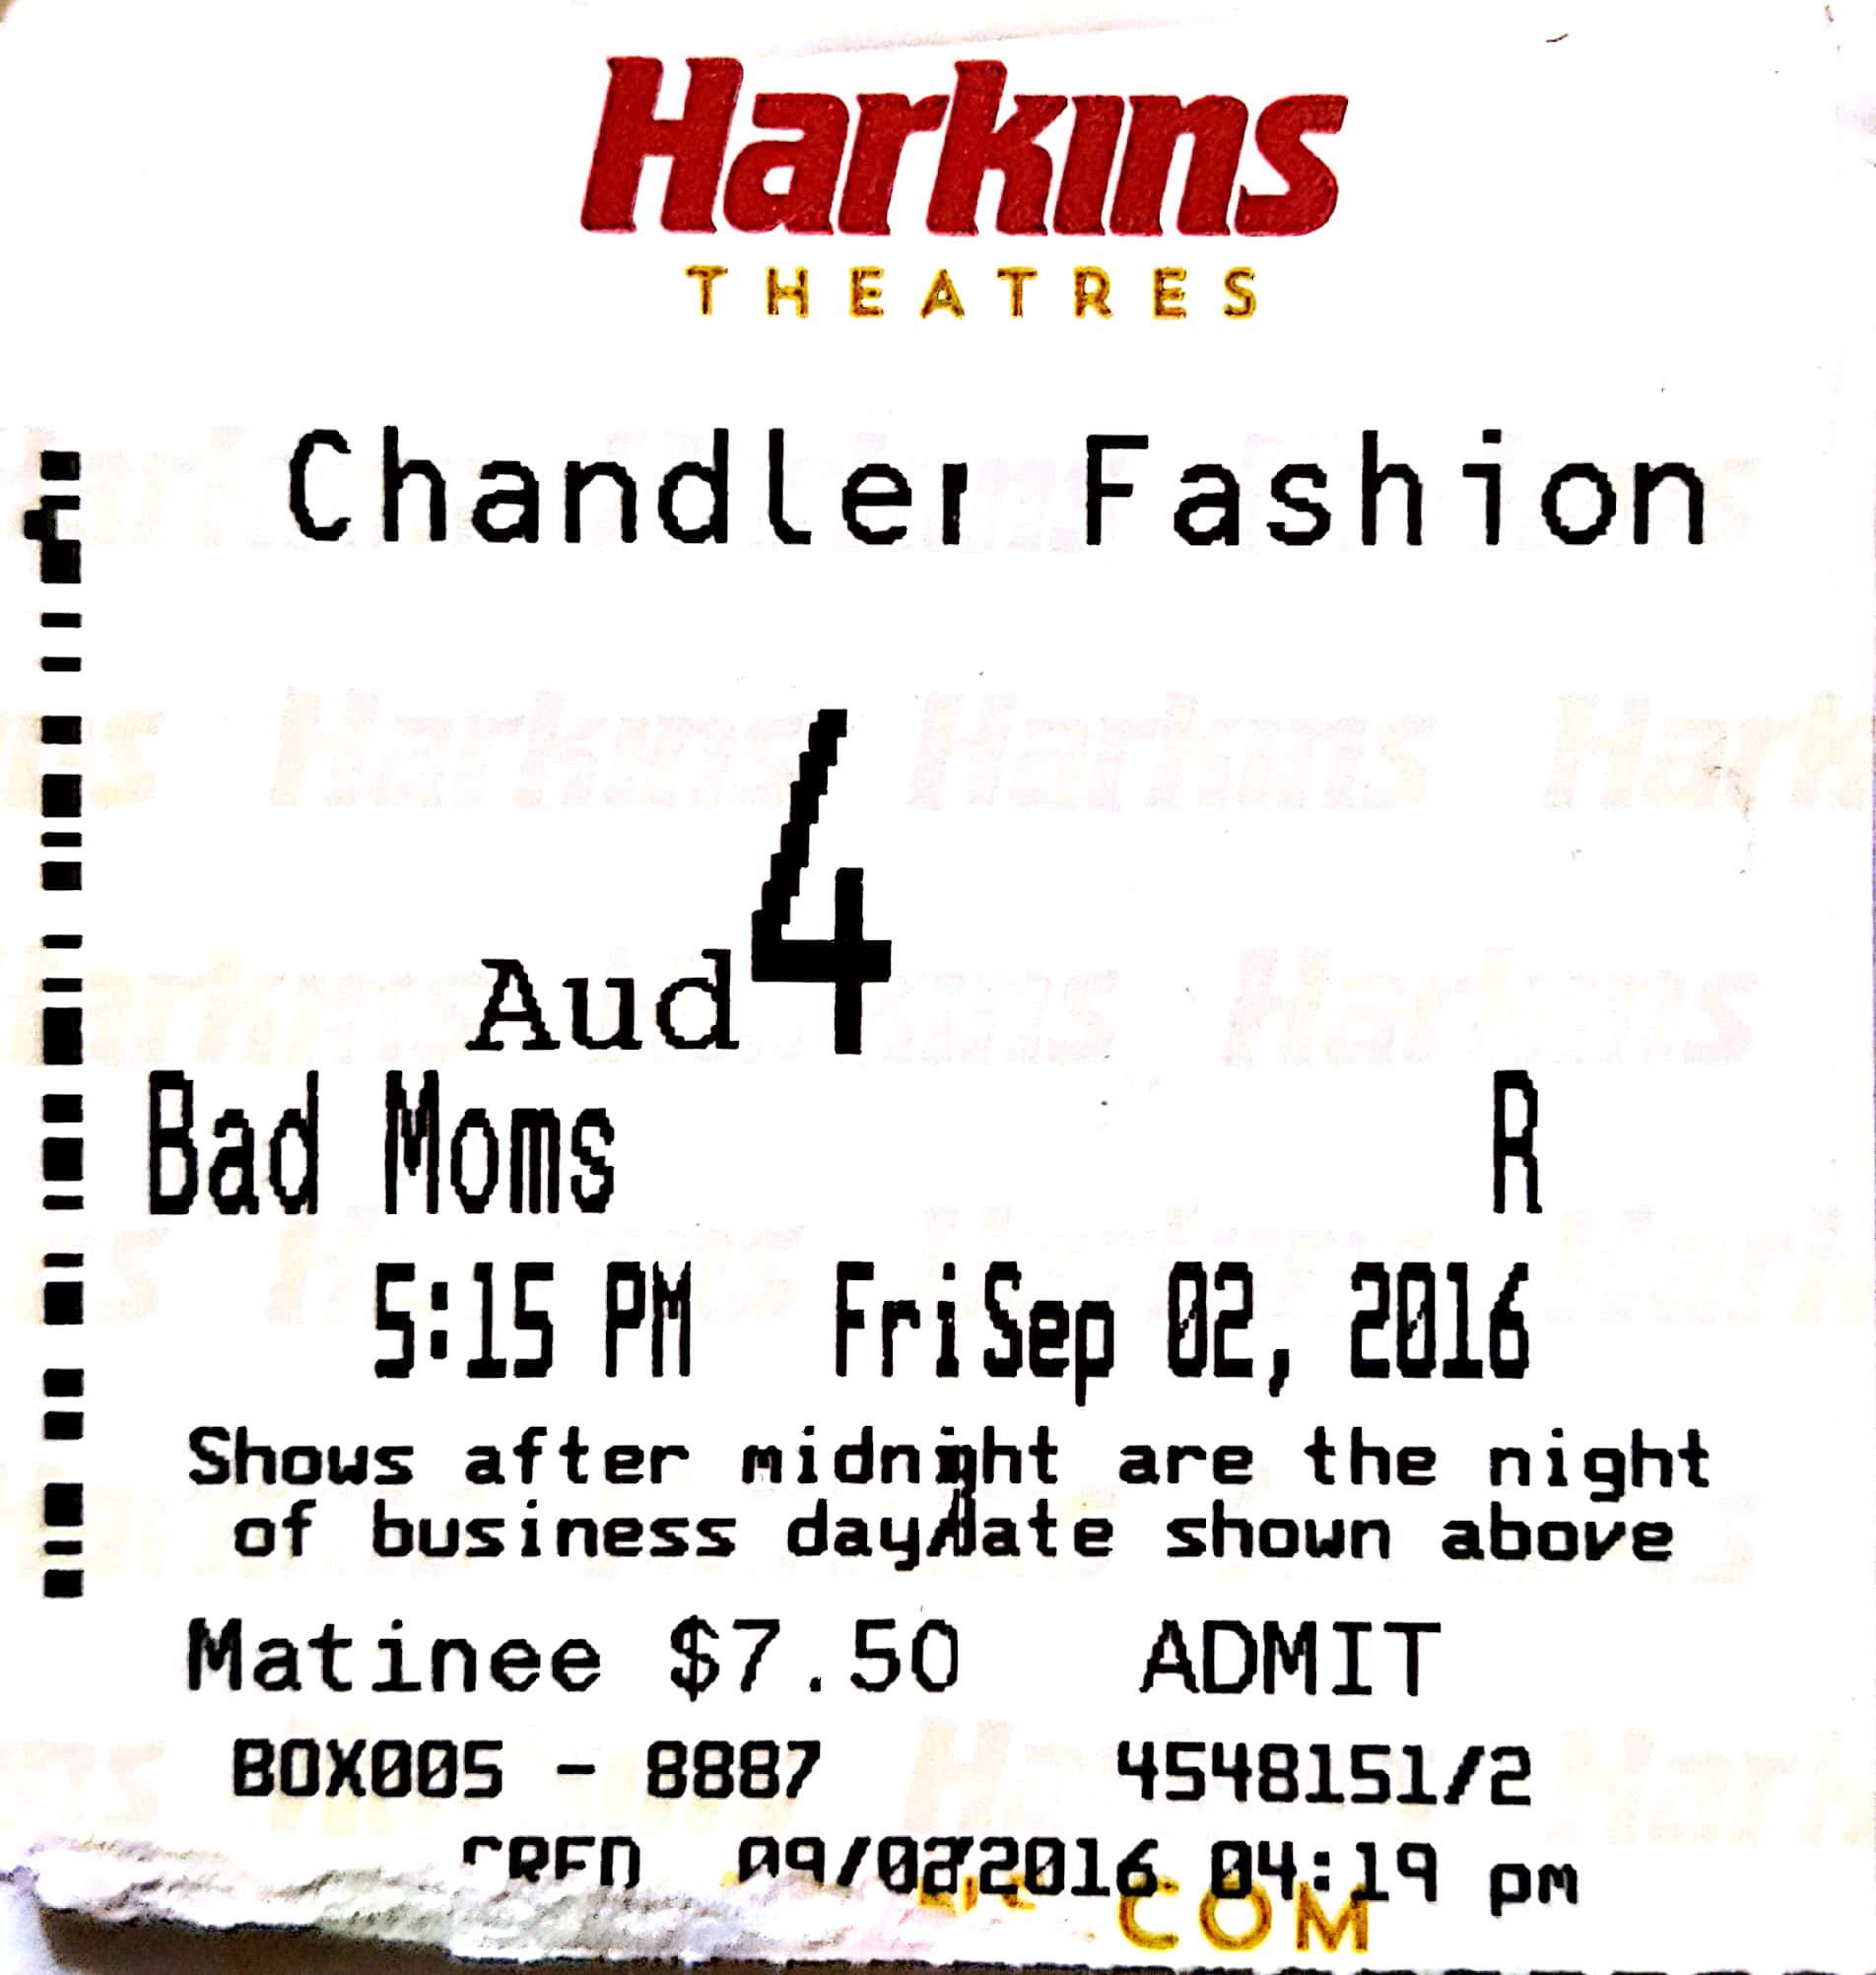 Harkins
THEATRES
Chandler Fashion
Aud 4
Bad Moms R
5:15 PM Fri Sep 02, 2016
Shows after midnight are the night
of business day/date shown above
Matinee $7.50 ADMIT
BOX005 - 8887 4548151/2
CRED 09/02/2016 04:19 pm
COM